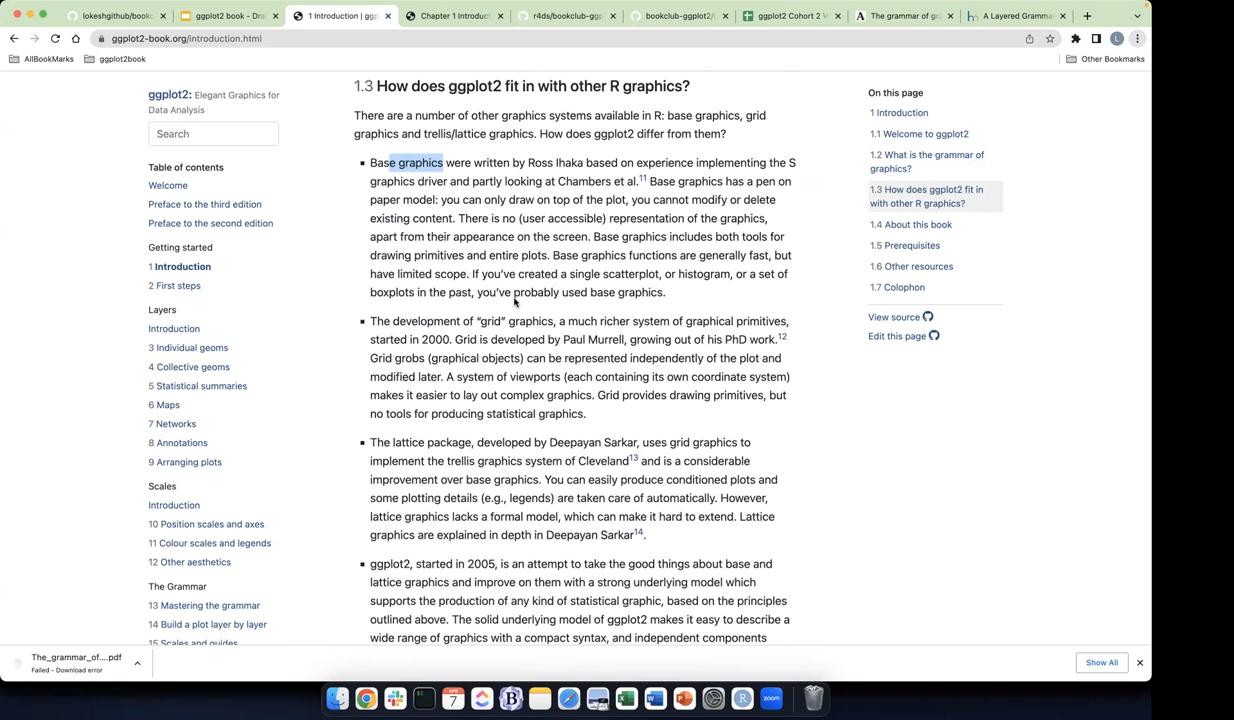 lokeshgithub/book
ggplot2 book - Dra
1 Introduction | ggp
Chapter 1 Introduct
r4ds/bookclub-ggp
bookclub-ggplot2/
ggplot2 Cohort 2 V
The grammar of gra
A Layered Gramma
ggplot2-book.org/introduction.html
L
AllBookMarks
ggplot2book
Other Bookmarks
ggplot2: Elegant Graphics for
Data Analysis
Search
Table of contents
Welcome
Preface to the third edition
Preface to the second edition
Getting started
1 Introduction
2 First steps
Layers
Introduction
3 Individual geoms
4 Collective geoms
5 Statistical summaries
6 Maps
7 Networks
8 Annotations
9 Arranging plots
Scales
Introduction
10 Position scales and axes
11 Colour scales and legends
12 Other aesthetics
The Grammar
13 Mastering the grammar
14 Build a plot layer by layer
15 Scales and guides
1.3 How does ggplot2 fit in with other R graphics?
There are a number of other graphics systems available in R: base graphics, grid
graphics and trellis/lattice graphics. How does ggplot2 differ from them?
▪ Base graphics were written by Ross Ihaka based on experience implementing the S
graphics driver and partly looking at Chambers et al.11 Base graphics has a pen on
paper model: you can only draw on top of the plot, you cannot modify or delete
existing content. There is no (user accessible) representation of the graphics,
apart from their appearance on the screen. Base graphics includes both tools for
drawing primitives and entire plots. Base graphics functions are generally fast, but
have limited scope. If you've created a single scatterplot, or histogram, or a set of
boxplots in the past, you've probably used base graphics.
▪ The development of "grid" graphics, a much richer system of graphical primitives,
started in 2000. Grid is developed by Paul Murrell, growing out of his PhD work.12
Grid grobs (graphical objects) can be represented independently of the plot and
modified later. A system of viewports (each containing its own coordinate system)
makes it easier to lay out complex graphics. Grid provides drawing primitives, but
no tools for producing statistical graphics.
▪ The lattice package, developed by Deepayan Sarkar, uses grid graphics to
implement the trellis graphics system of Cleveland13 and is a considerable
improvement over base graphics. You can easily produce conditioned plots and
some plotting details (e.g., legends) are taken care of automatically. However,
lattice graphics lacks a formal model, which can make it hard to extend. Lattice
graphics are explained in depth in Deepayan Sarkar14.
▪ ggplot2, started in 2005, is an attempt to take the good things about base and
lattice graphics and improve on them with a strong underlying model which
supports the production of any kind of statistical graphic, based on the principles
outlined above. The solid underlying model of ggplot2 makes it easy to describe a
wide range of graphics with a compact syntax, and independent components
On this page
1 Introduction
1.1 Welcome to ggplot2
1.2 What is the grammar of
graphics?
1.3 How does ggplot2 fit in
with other R graphics?
1.4 About this book
1.5 Prerequisites
1.6 Other resources
1.7 Colophon
View source
Edit this page
The_grammar_of....pdf
Failed - Download error
Show All
APR
7